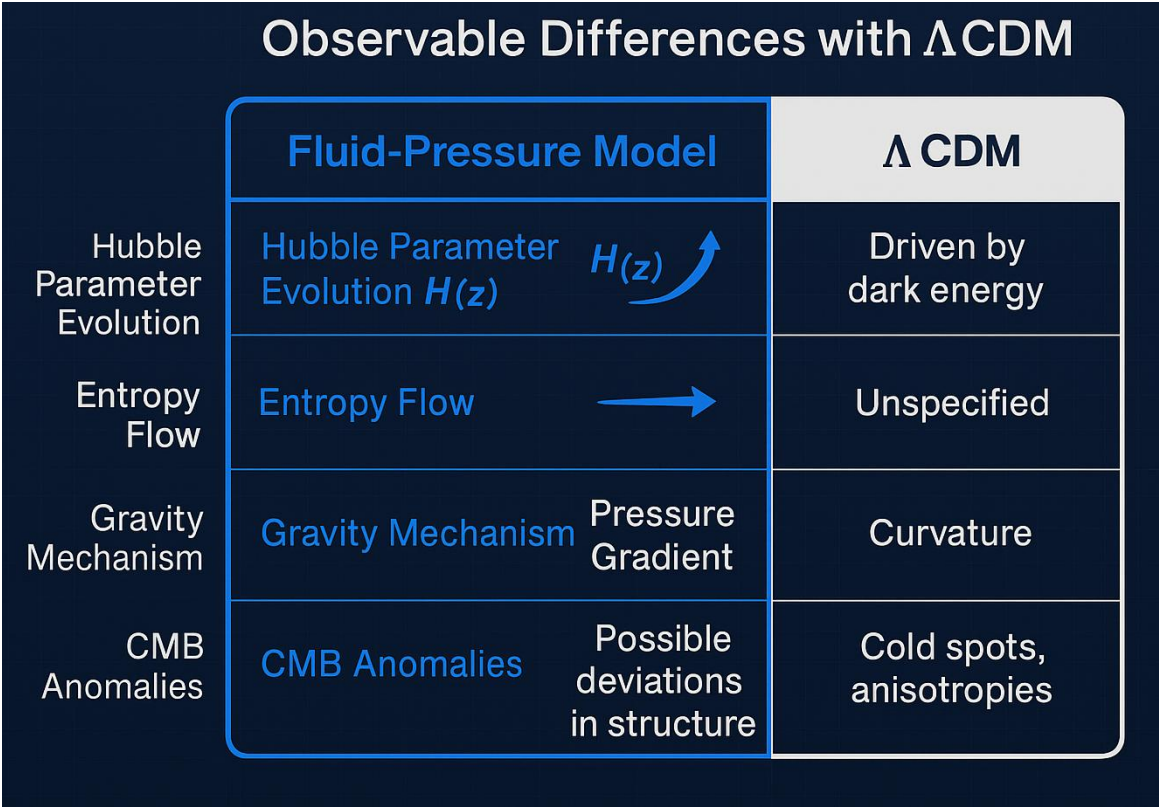 Observable Differences with ΛCDM
Fluid-Pressure Model
Λ CDM
Hubble
Parameter
Evolution
Hubble Parameter
Evolution H(z)
H(z)
Driven by
dark energy
Entropy
Flow
Entropy Flow
Unspecified
Gravity
Mechanism
Gravity Mechanism
Pressure
Gradient
Curvature
CMB
Anomalies
CMB Anomalies
Possible
deviations
in structure
Cold spots,
anisotropies